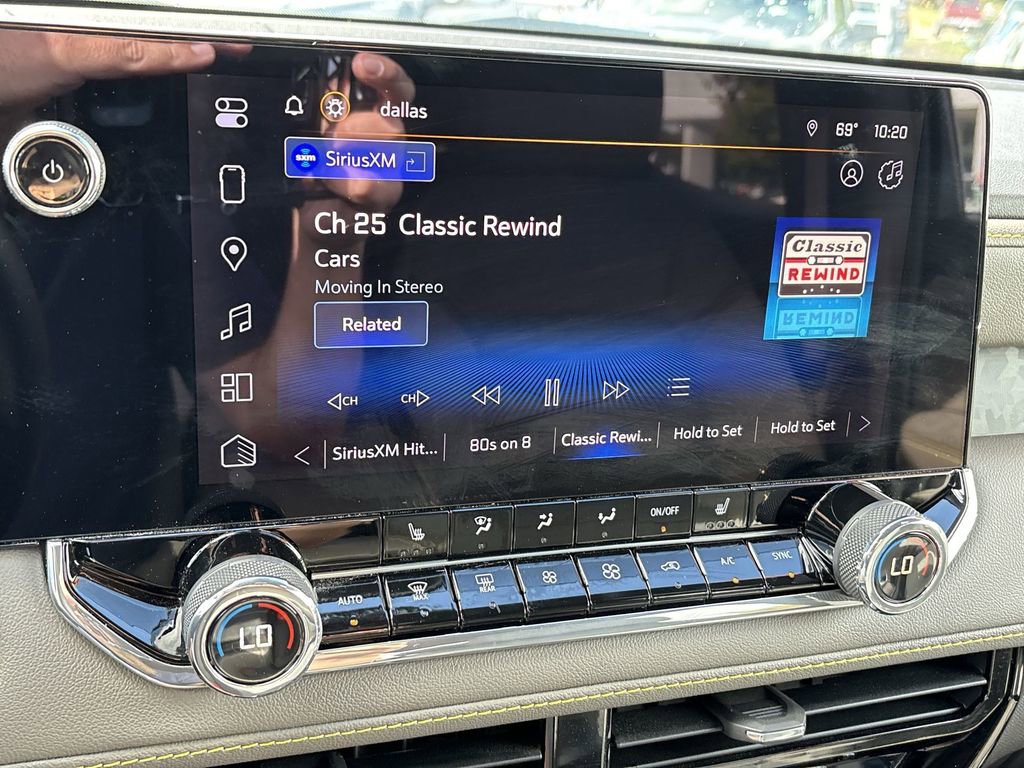 dallas
69° 10:20
sxm SiriusXM
Ch 25 Classic Rewind
Cars
Moving In Stereo
Related
Classic
REWIND
CH CH
SiriusXM Hit... 80s on 8 Classic Rewi... Hold to Set Hold to Set
ON/OFF
AUTO MAX REAR A/C SYNC
LO LO